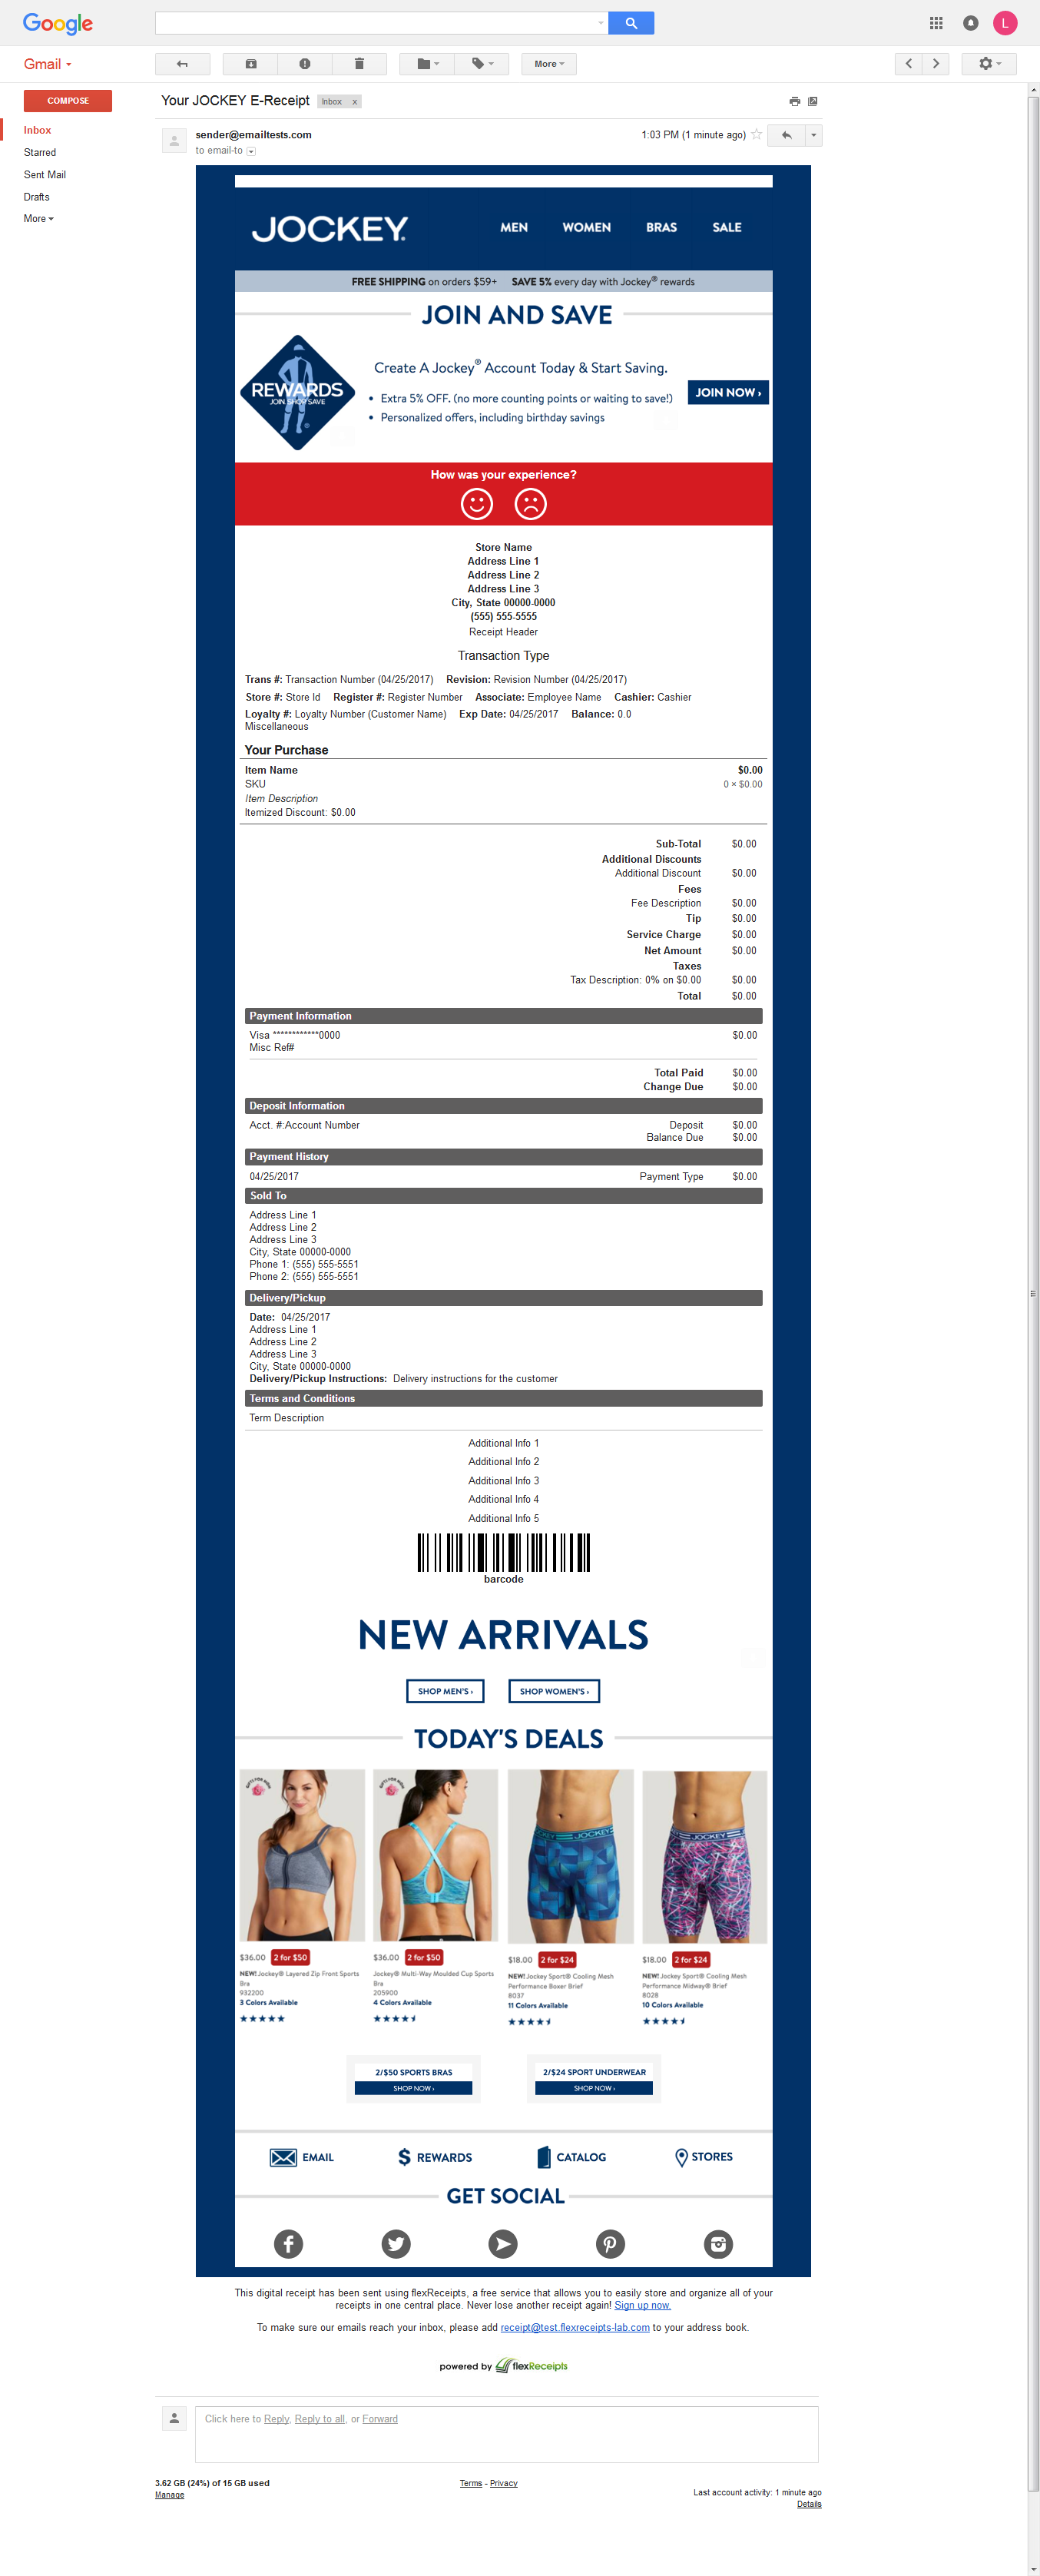 Google
L
Gmail
More
COMPOSE
Inbox
Starred
Sent Mail
Drafts
More
Your JOCKEY E-Receipt Inbox x
sender@emailtests.com 1:03 PM (1 minute ago)
to email-to
JOCKEY®
MEN WOMEN BRAS SALE
FREE SHIPPING on orders $59+ SAVE 5% every day with Jockey® rewards
JOIN AND SAVE
REWARDS
JOIN.SHOP.SAVE
Create A Jockey® Account Today & Start Saving.
• Extra 5% OFF. (no more counting points or waiting to save!)
• Personalized offers, including birthday savings
JOIN NOW ›
How was your experience?
Store Name
Address Line 1
Address Line 2
Address Line 3
City, State 00000-0000
(555) 555-5555
Receipt Header
Transaction Type
Trans #: Transaction Number (04/25/2017) Revision: Revision Number (04/25/2017)
Store #: Store Id Register #: Register Number Associate: Employee Name Cashier: Cashier
Loyalty #: Loyalty Number (Customer Name) Exp Date: 04/25/2017 Balance: 0.0
Miscellaneous
Your Purchase
Item Name $0.00
SKU 0 × $0.00
Item Description
Itemized Discount: $0.00
Sub-Total $0.00
Additional Discounts
Additional Discount $0.00
Fees
Fee Description $0.00
Tip $0.00
Service Charge $0.00
Net Amount $0.00
Taxes
Tax Description: 0% on $0.00 $0.00
Total $0.00
Payment Information
Visa ************0000 $0.00
Misc Ref#
Total Paid $0.00
Change Due $0.00
Deposit Information
Acct. #:Account Number Deposit $0.00
Balance Due $0.00
Payment History
04/25/2017 Payment Type $0.00
Sold To
Address Line 1
Address Line 2
Address Line 3
City, State 00000-0000
Phone 1: (555) 555-5551
Phone 2: (555) 555-5551
Delivery/Pickup
Date: 04/25/2017
Address Line 1
Address Line 2
Address Line 3
City, State 00000-0000
Delivery/Pickup Instructions: Delivery instructions for the customer
Terms and Conditions
Term Description
Additional Info 1
Additional Info 2
Additional Info 3
Additional Info 4
Additional Info 5
barcode
NEW ARRIVALS
SHOP MEN'S › SHOP WOMEN'S ›
TODAY'S DEALS
GIFTS FOR MOM
GIFTS FOR MOM
JOCKEY
JOCKEY
$36.00 2 for $50
NEW! Jockey® Layered Zip Front Sports
Bra
932200
3 Colors Available
$36.00 2 for $50
Jockey® Multi-Way Moulded Cup Sports
Bra
205900
4 Colors Available
$18.00 2 for $24
NEW! Jockey Sport® Cooling Mesh
Performance Boxer Brief
8037
11 Colors Available
$18.00 2 for $24
NEW! Jockey Sport® Cooling Mesh
Performance Midway® Brief
8028
10 Colors Available
2/$50 SPORTS BRAS
SHOP NOW ›
2/$24 SPORT UNDERWEAR
SHOP NOW ›
EMAIL REWARDS CATALOG STORES
GET SOCIAL
This digital receipt has been sent using flexReceipts, a free service that allows you to easily store and organize all of your
receipts in one central place. Never lose another receipt again! Sign up now.
To make sure our emails reach your inbox, please add receipt@test.flexreceipts-lab.com to your address book.
powered by flexReceipts
Click here to Reply, Reply to all, or Forward
3.62 GB (24%) of 15 GB used
Manage
Terms - Privacy
Last account activity: 1 minute ago
Details